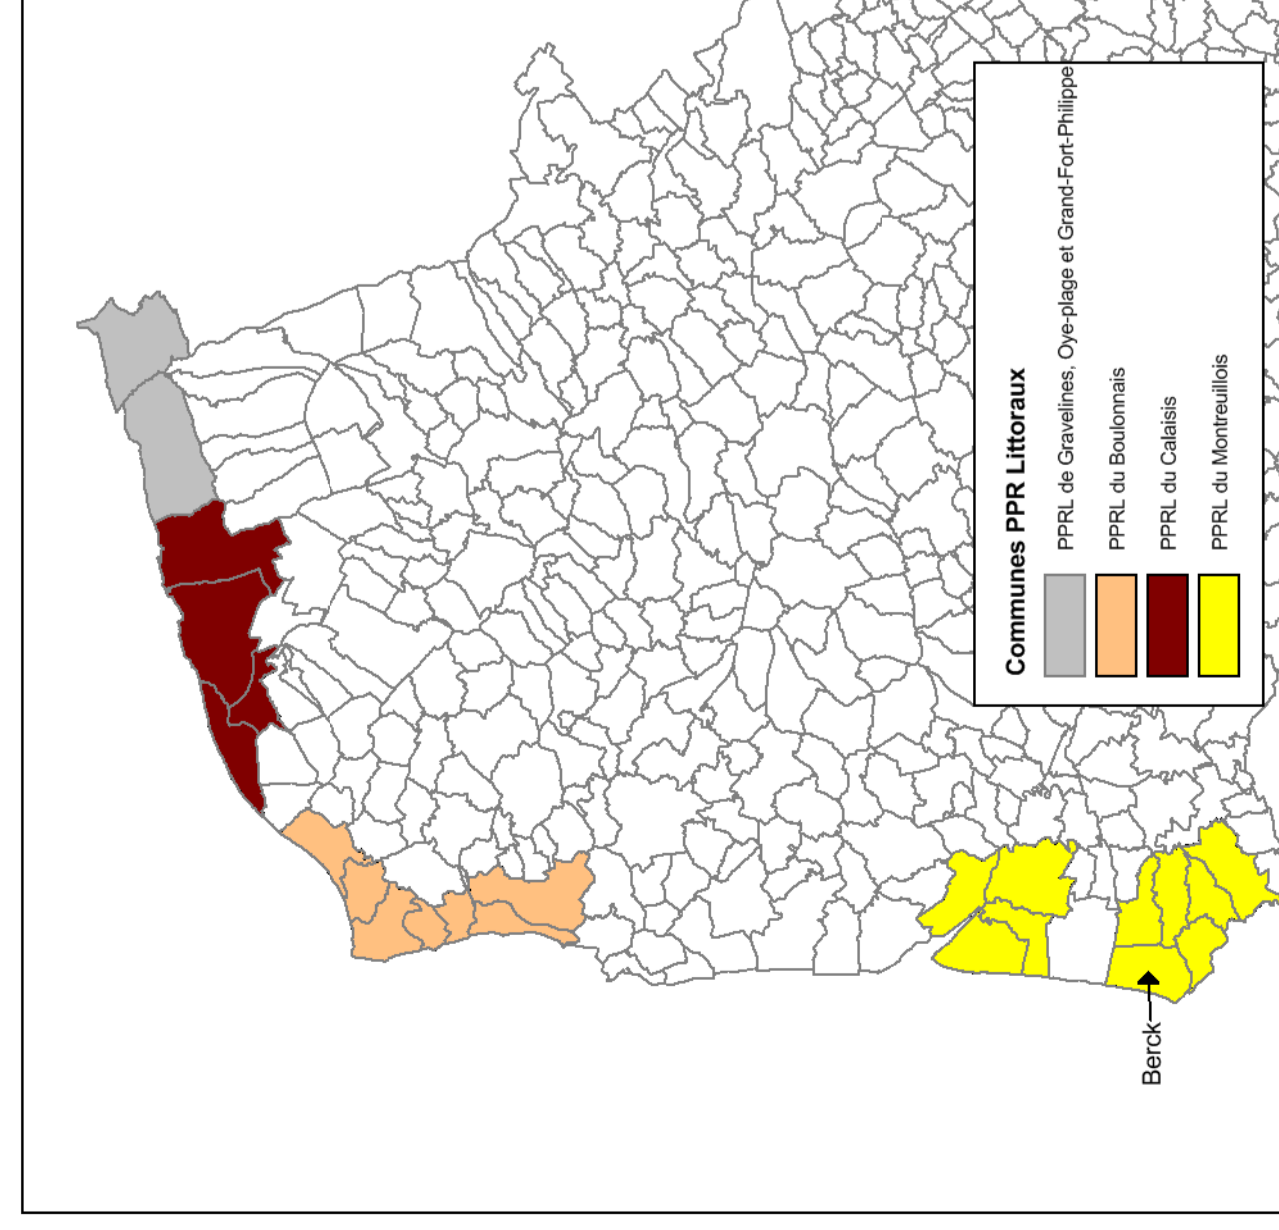 Communes PPR Littoraux
PPRL de Gravelines, Oye-plage et Grand-Fort-Philippe
PPRL du Boulonnais
PPRL du Calaisis
PPRL du Montreuillois
Berck